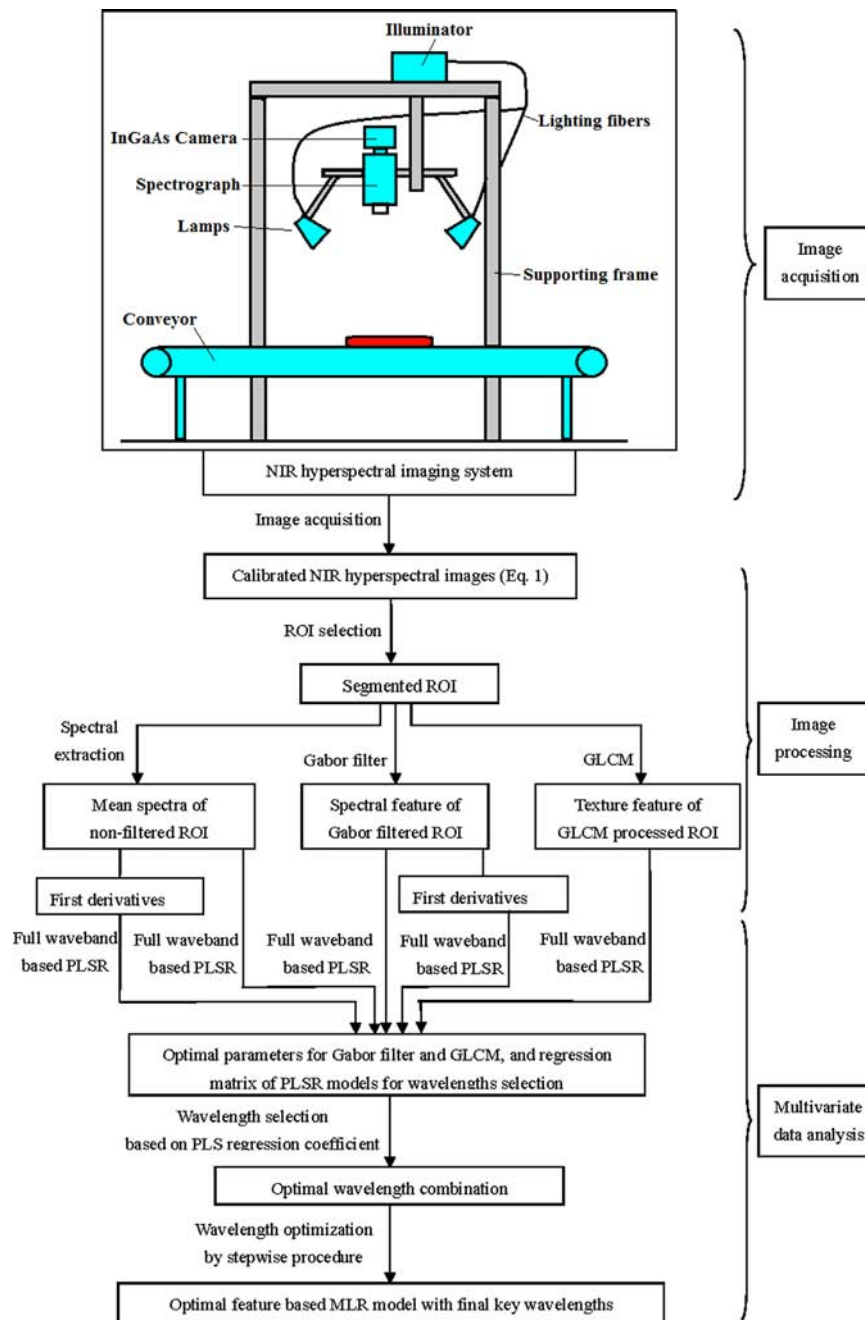 Illuminator
Lighting fibers
InGaAs Camera
Spectrograph
Lamps
Supporting frame
Conveyor
Image
acquisition
NIR hyperspectral imaging system
Image acquisition
Calibrated NIR hyperspectral images (Eq. 1)
ROI selection
Segmented ROI
Spectral
extraction
Gabor filter
GLCM
Image
processing
Mean spectra of
non-filtered ROI
Spectral feature of
Gabor filtered ROI
Texture feature of
GLCM processed ROI
First derivatives
First derivatives
Full waveband
based PLSR
Full waveband
based PLSR
Full waveband
based PLSR
Full waveband
based PLSR
Full waveband
based PLSR
Optimal parameters for Gabor filter and GLCM, and regression
matrix of PLSR models for wavelengths selection
Wavelength selection
based on PLS regression coefficient
Multivariate
data analysis
Optimal wavelength combination
Wavelength optimization
by stepwise procedure
Optimal feature based MLR model with final key wavelengths